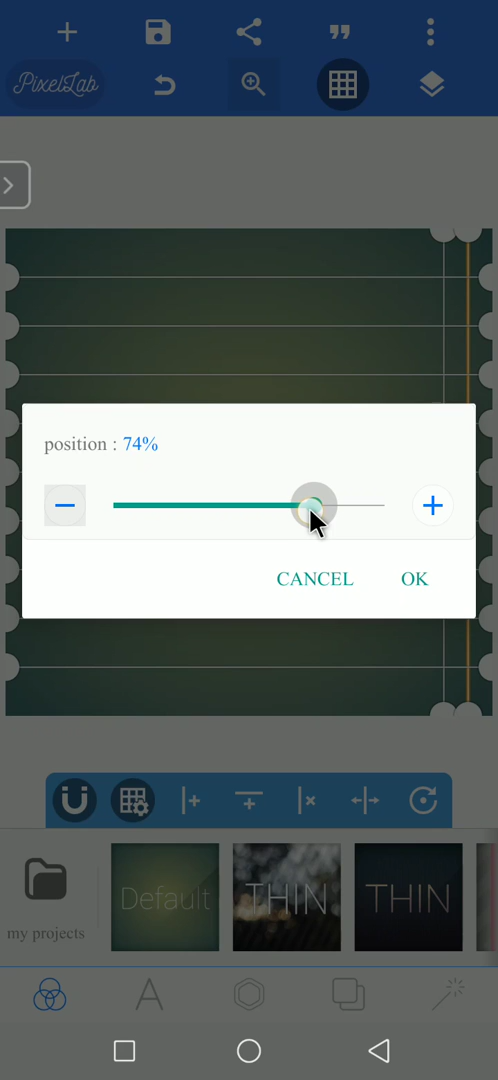 PixelLab
position : 74%
CANCEL
OK
my projects
Default
THIN
THIN